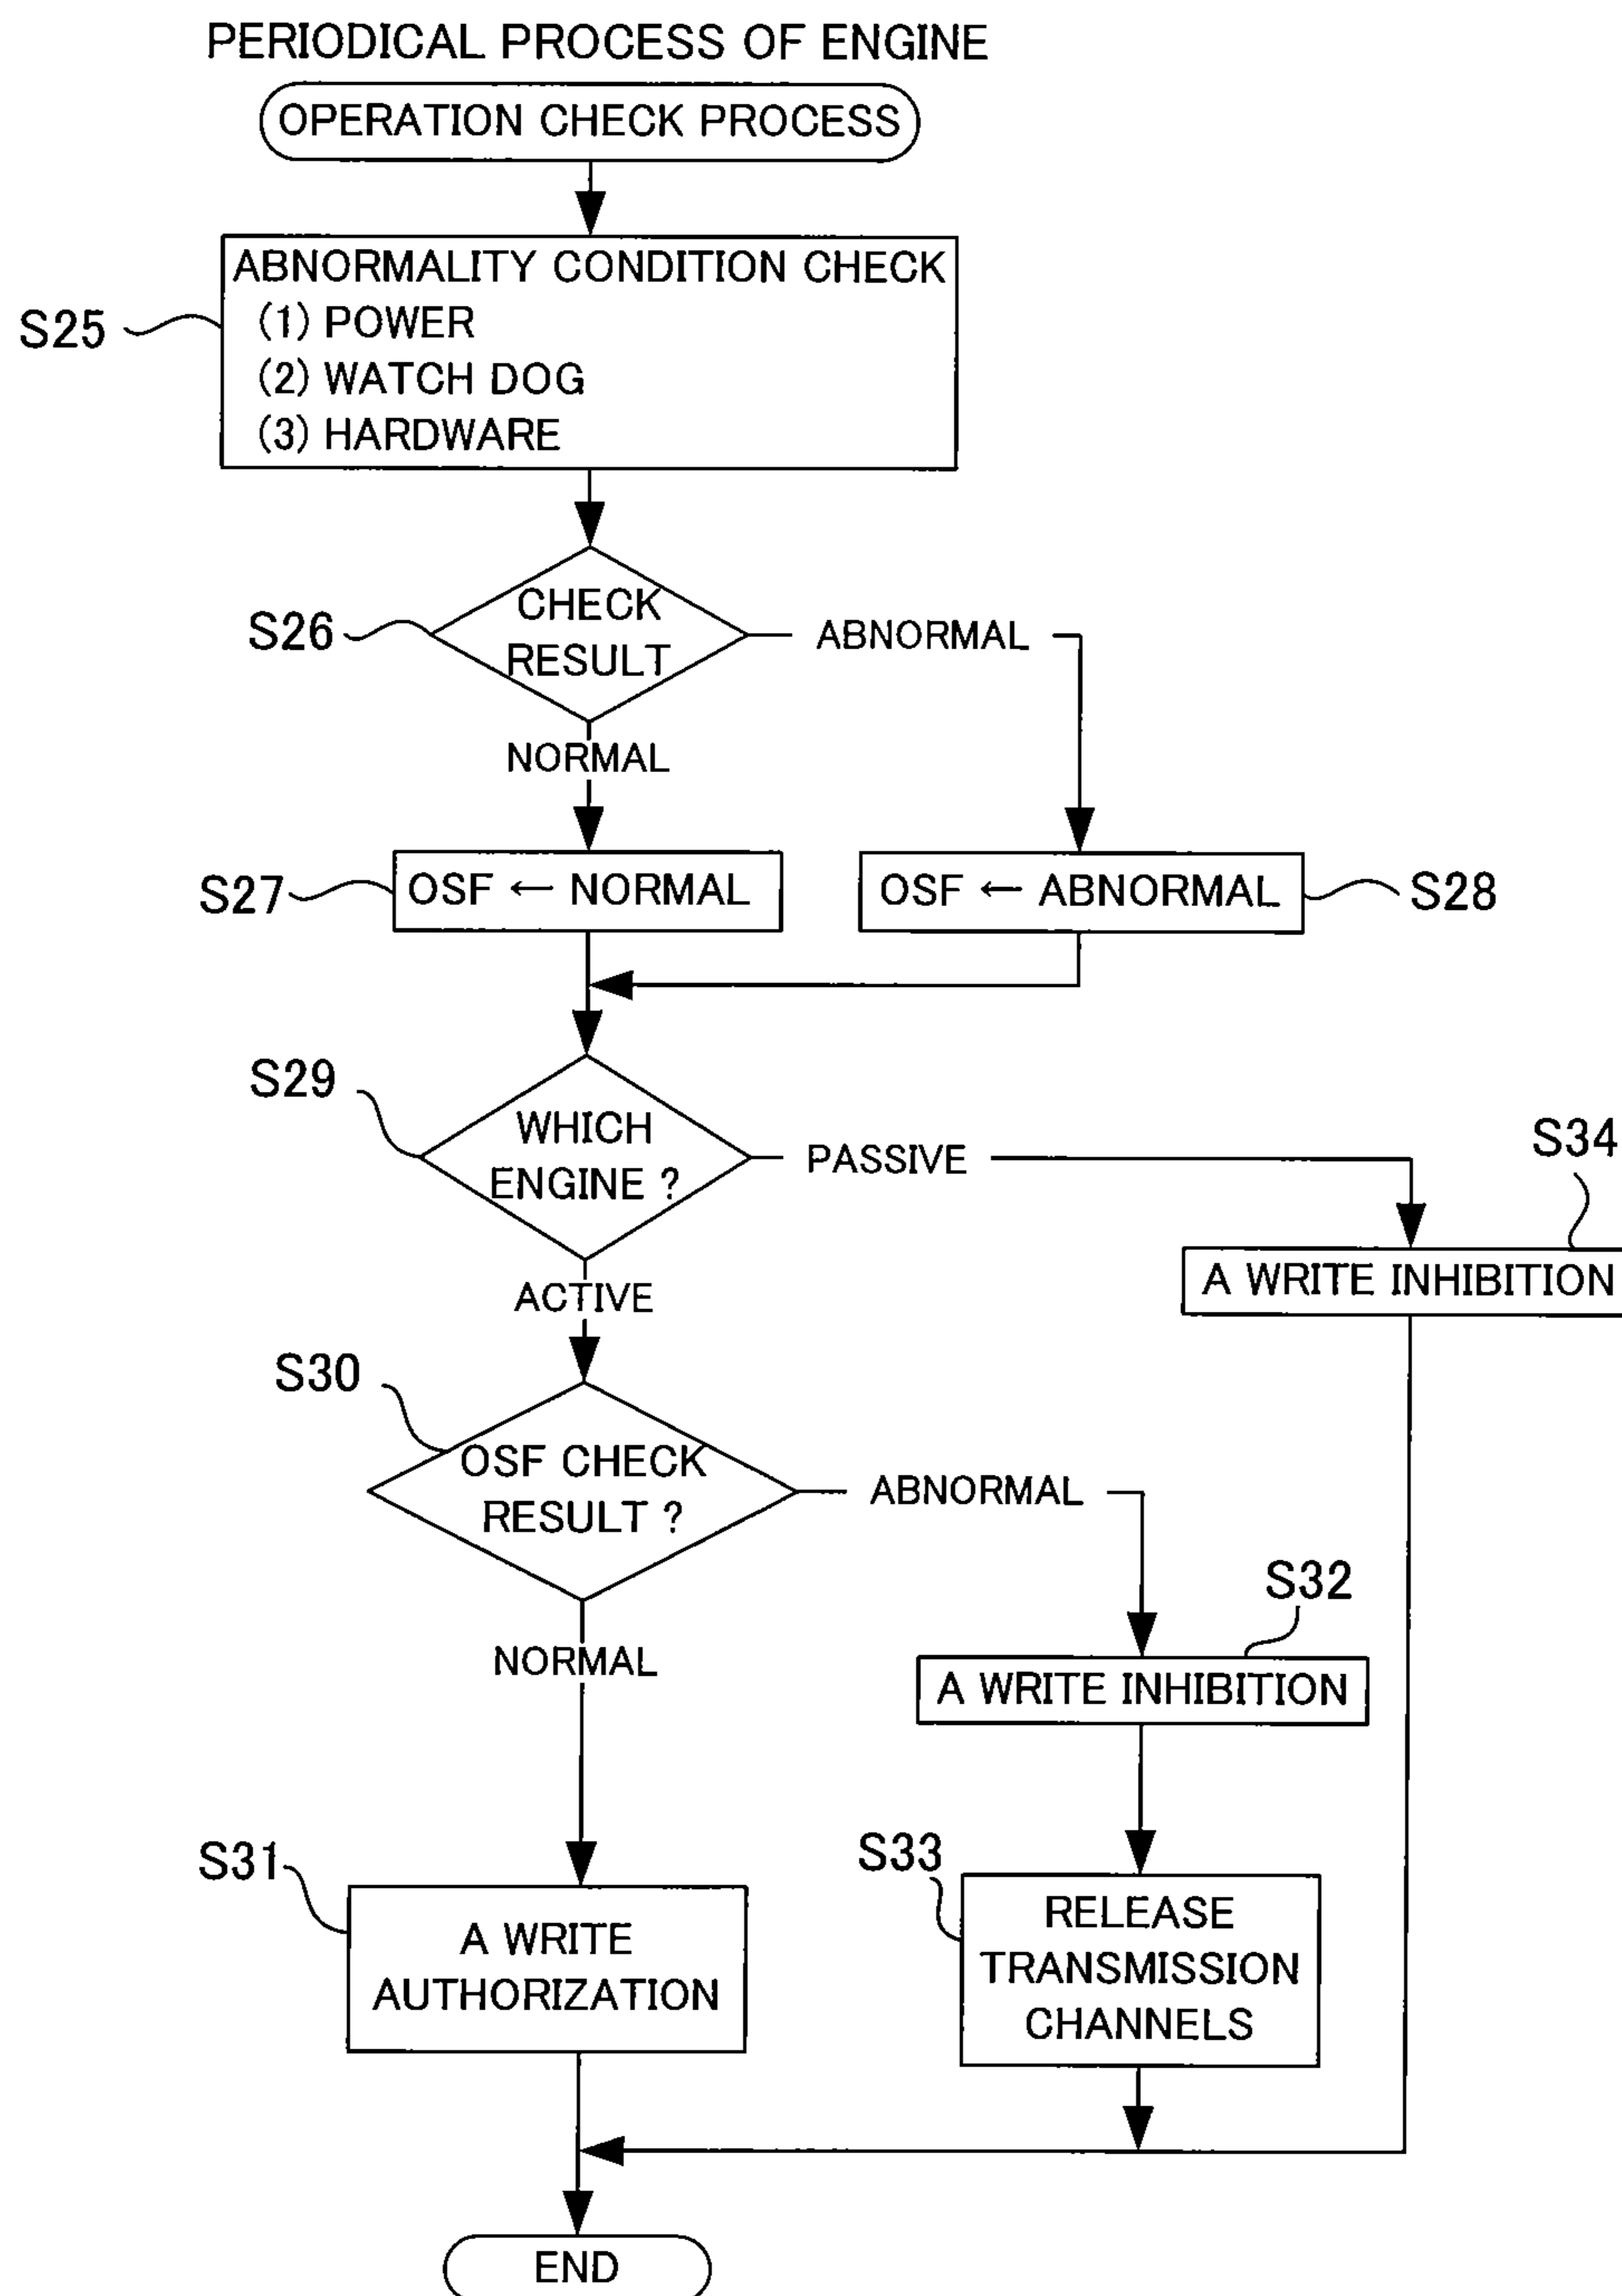 PERIODICAL PROCESS OF ENGINE
OPERATION CHECK PROCESS
S25
ABNORMALITY CONDITION CHECK
(1) POWER
(2) WATCH DOG
(3) HARDWARE
S26
CHECK
RESULT
ABNORMAL
NORMAL
S27
OSF ← NORMAL
OSF ← ABNORMAL
S28
S29
WHICH
ENGINE ?
PASSIVE
S34
A WRITE INHIBITION
ACTIVE
S30
OSF CHECK
RESULT ?
ABNORMAL
S32
NORMAL
A WRITE INHIBITION
S31
A WRITE
AUTHORIZATION
S33
RELEASE
TRANSMISSION
CHANNELS
END